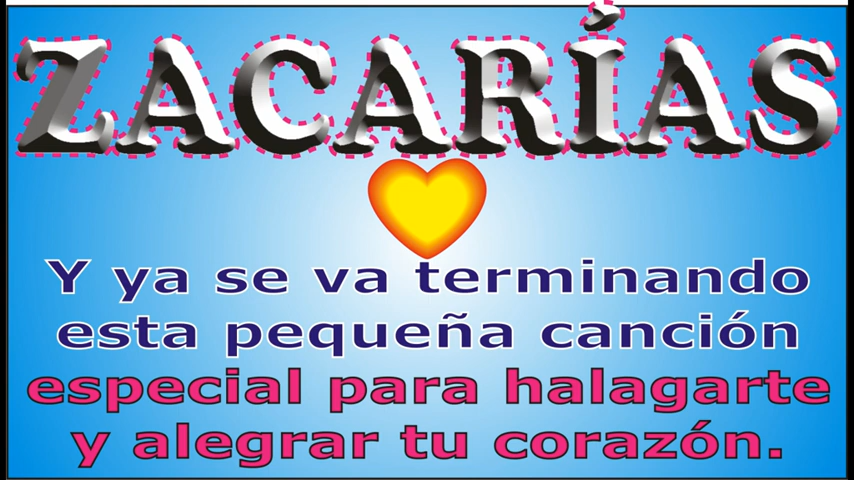 ZACARÍAS
Y ya se va terminando
esta pequeña canción
especial para halagarte
y alegrar tu corazón.